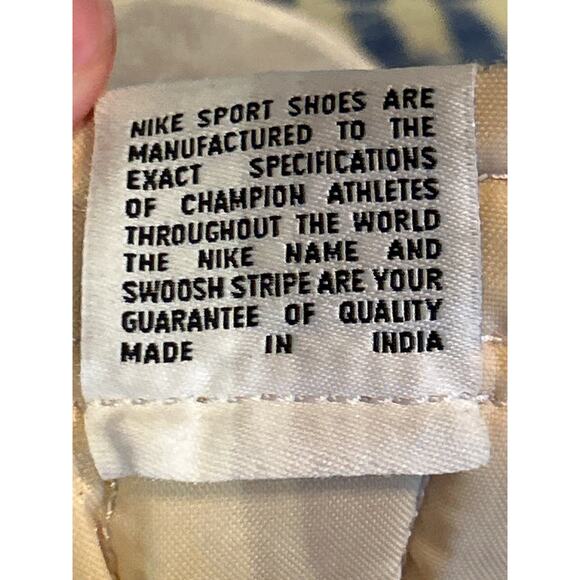 NIKE SPORT SHOES ARE
MANUFACTURED TO THE
EXACT SPECIFICATIONS
OF CHAMPION ATHLETES
THROUGHOUT THE WORLD
THE NIKE NAME AND
SWOOSH STRIPE ARE YOUR
GUARANTEE OF QUALITY
MADE IN INDIA